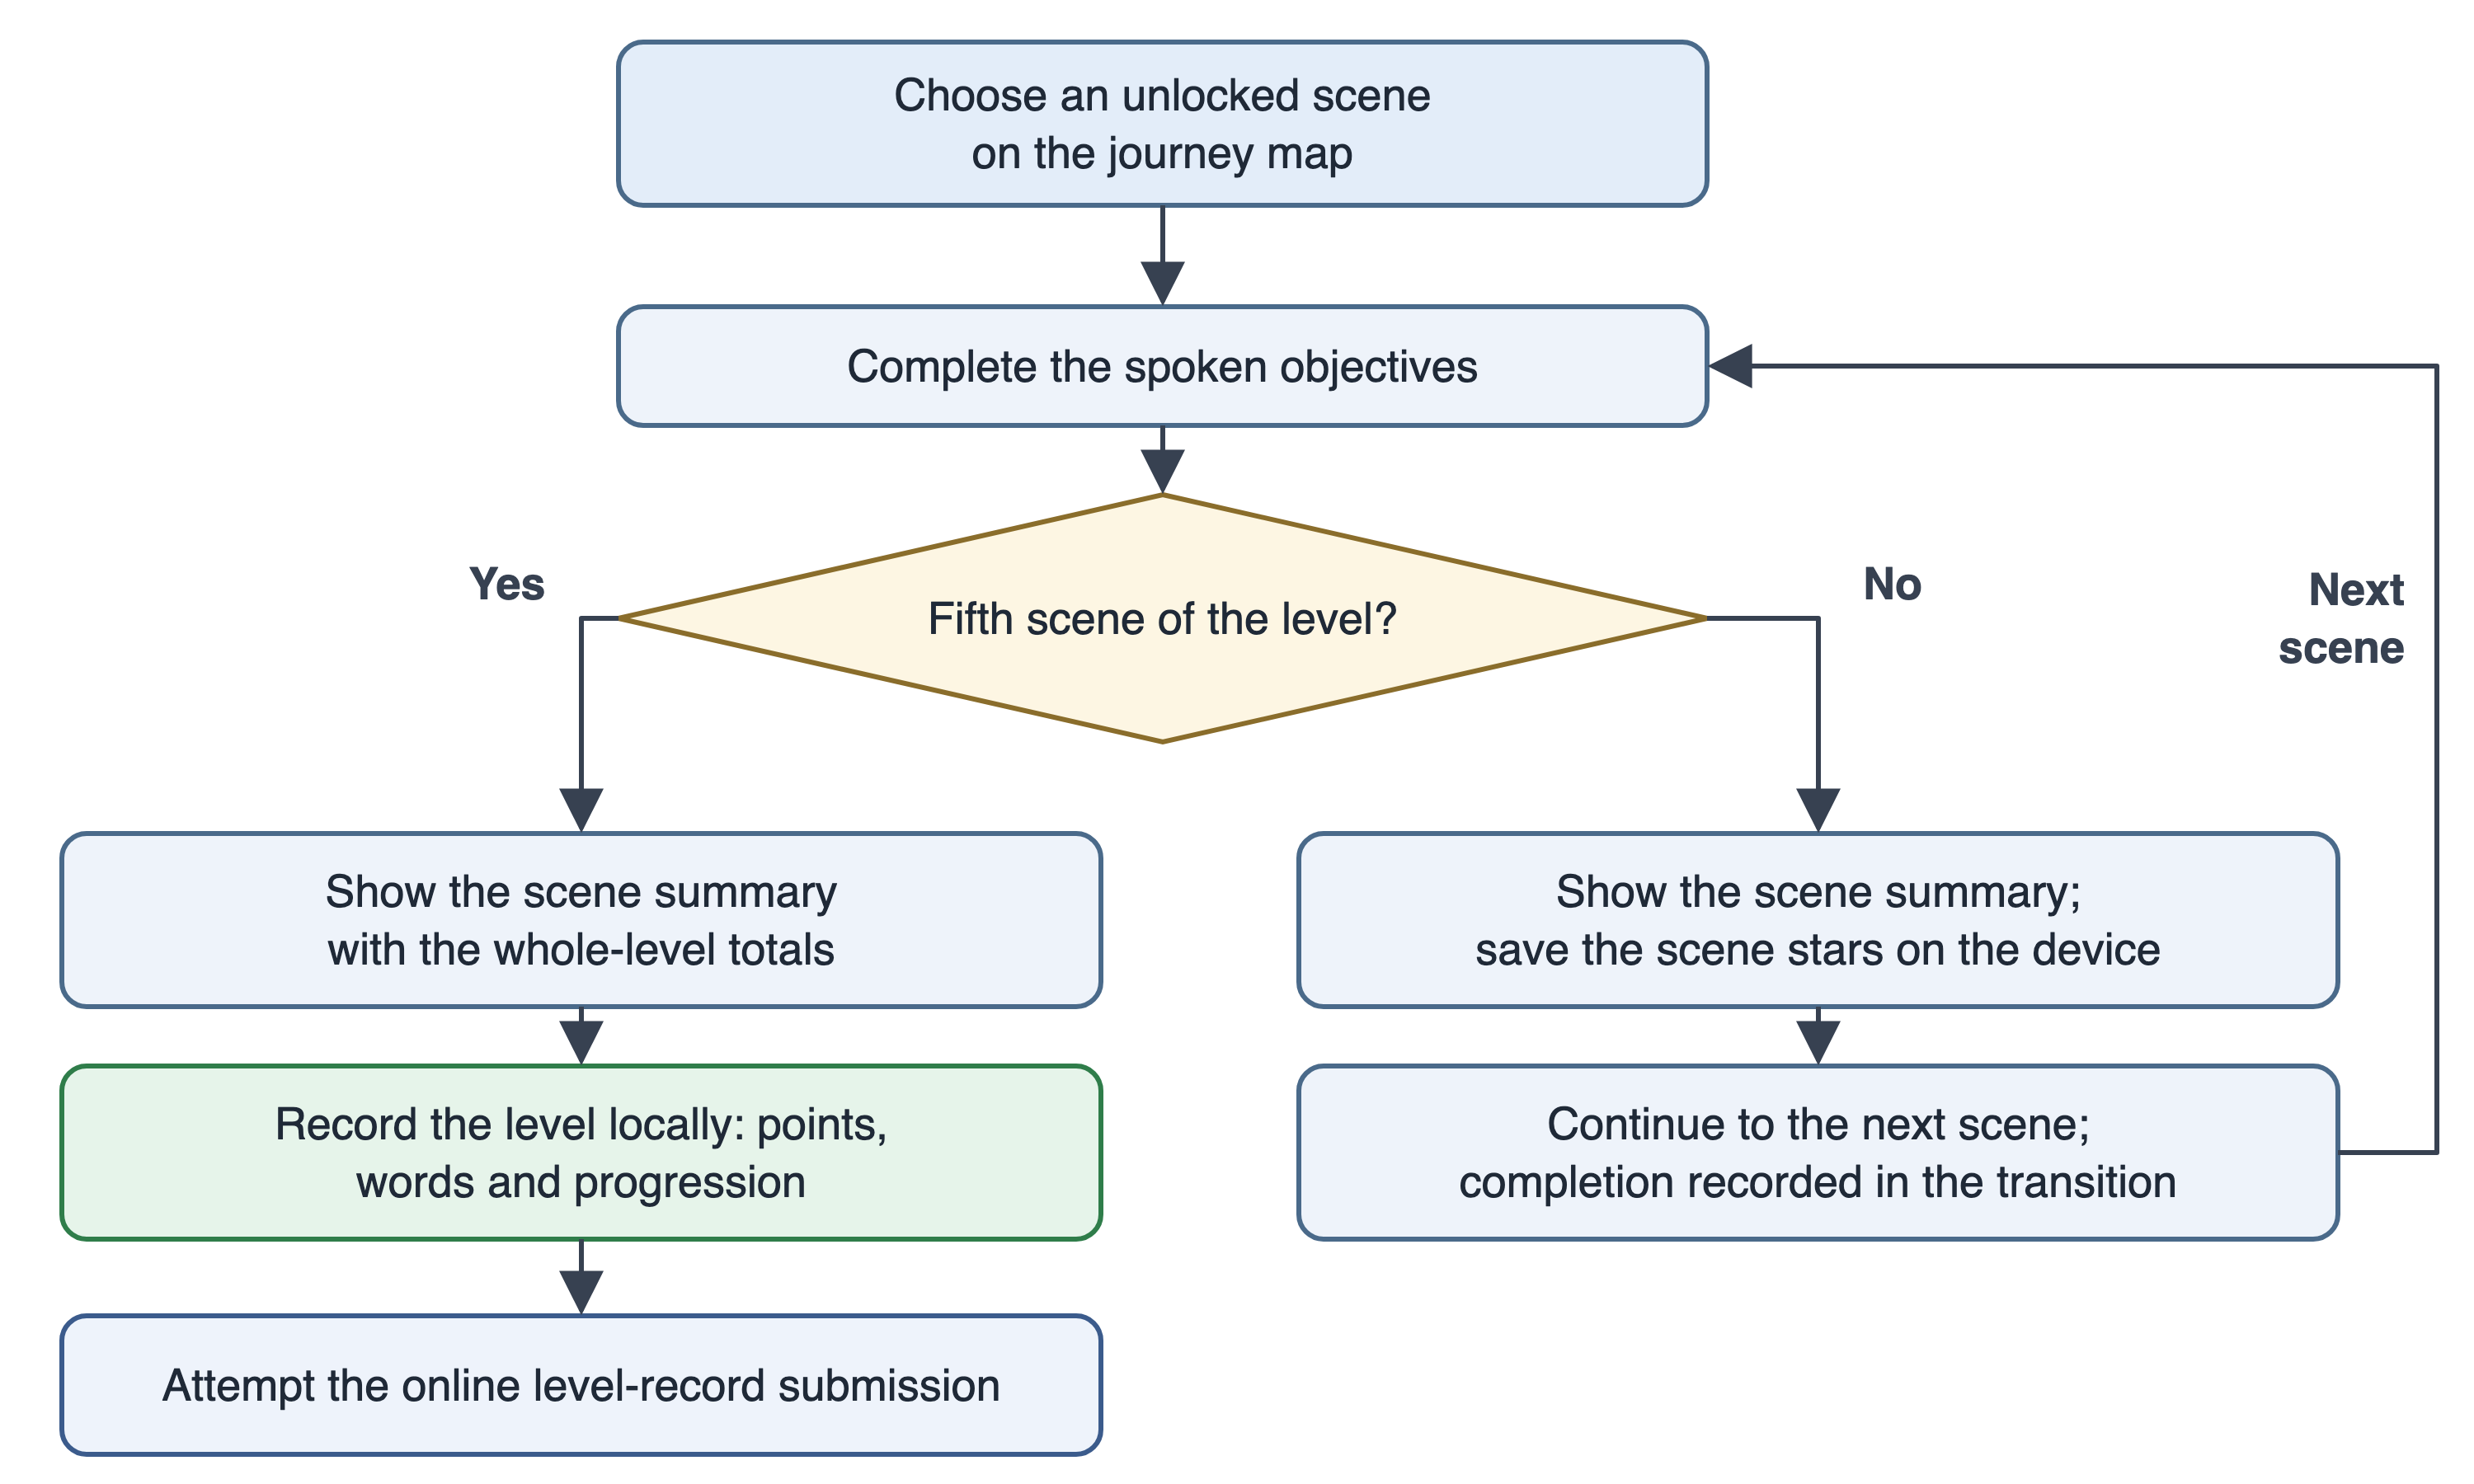 Choose an unlocked scene
on the journey map
Complete the spoken objectives
Fifth scene of the level?
Yes
No
Next
scene
Show the scene summary
with the whole-level totals
Show the scene summary;
save the scene stars on the device
Record the level locally: points,
words and progression
Continue to the next scene;
completion recorded in the transition
Attempt the online level-record submission